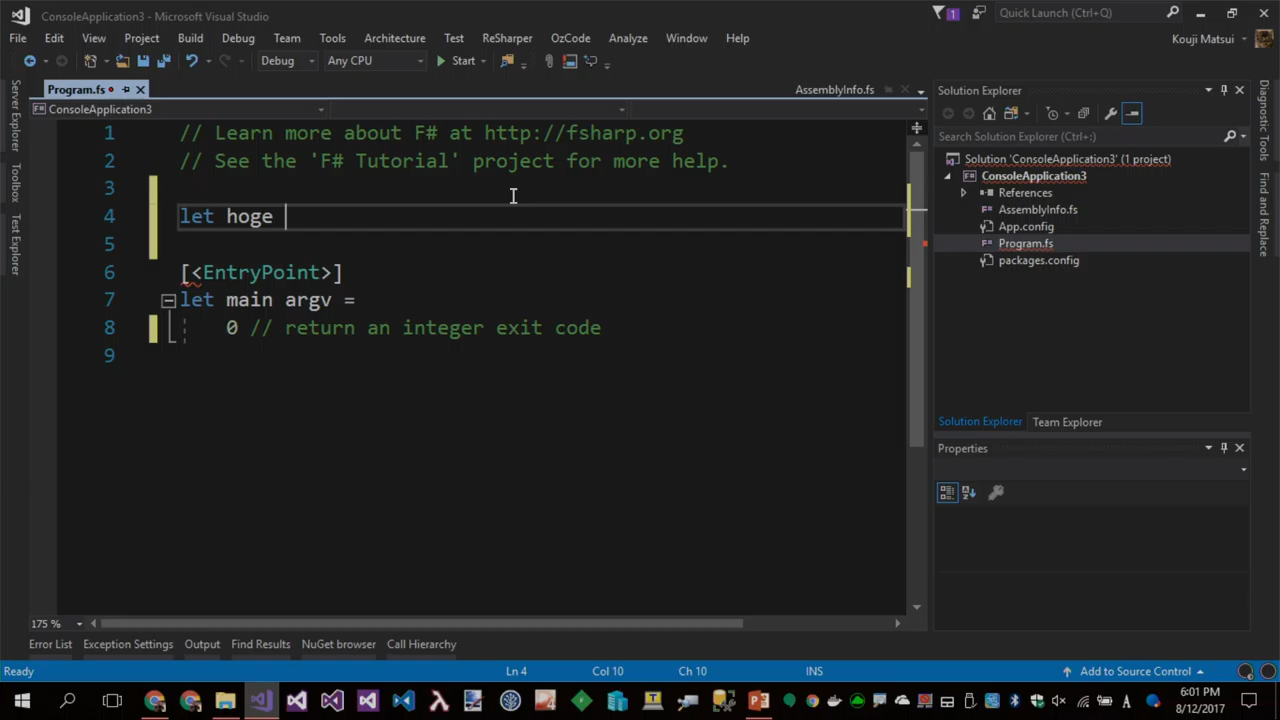 ConsoleApplication3 - Microsoft Visual Studio
1
Quick Launch (Ctrl+Q)
File Edit View Project Build Debug Team Tools Architecture Test ReSharper OzCode Analyze Window Help
Kouji Matsui
Debug Any CPU Start
Server Explorer
Toolbox
Test Explorer
Program.fs
AssemblyInfo.fs
ConsoleApplication3
1 // Learn more about F# at http://fsharp.org
2 // See the 'F# Tutorial' project for more help.
3
4 let hoge
5
6 [<EntryPoint>]
7 let main argv =
8 0 // return an integer exit code
9
175 %
Solution Explorer
Search Solution Explorer (Ctrl+:)
Solution 'ConsoleApplication3' (1 project)
ConsoleApplication3
References
AssemblyInfo.fs
App.config
Program.fs
packages.config
Solution Explorer Team Explorer
Properties
Diagnostic Tools
Find and Replace
Error List Exception Settings Output Find Results NuGet browser Call Hierarchy
Ready Ln 4 Col 10 Ch 10 INS Add to Source Control
6:01 PM
8/12/2017